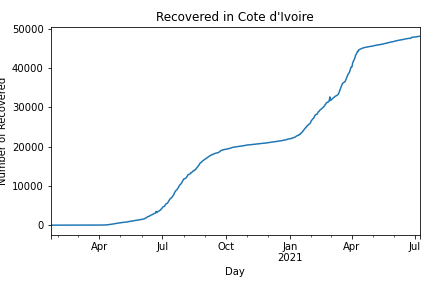 Recovered in Cote d'Ivoire
Number of Recovered
50000
40000
30000
20000
10000
0
Apr Jul Oct Jan Apr Jul
2021
Day